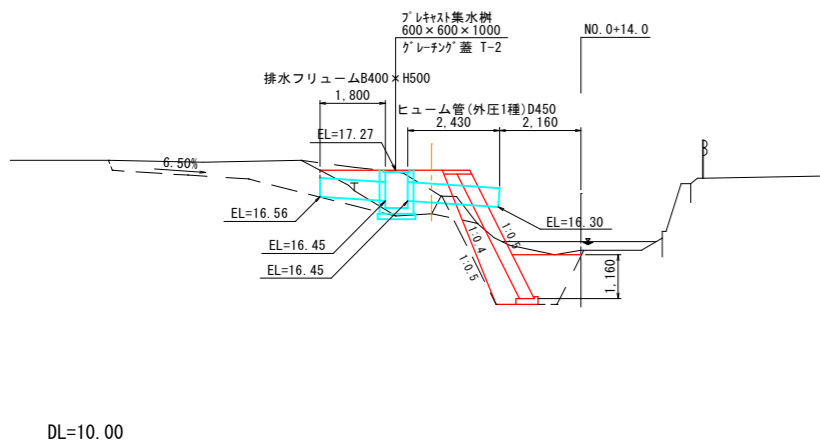 プレキャスト集水桝
600×600×1000
グレーチング蓋 T-2
NO.0+14.0
排水フリュームB400×H500
1,800
ヒューム管(外圧1種)D450
2,430
2,160
EL=17.27
6.50%
EL=16.56
EL=16.30
EL=16.45
EL=16.45
1:0.5
1:0.4
1:0.5
1,160
DL=10.00